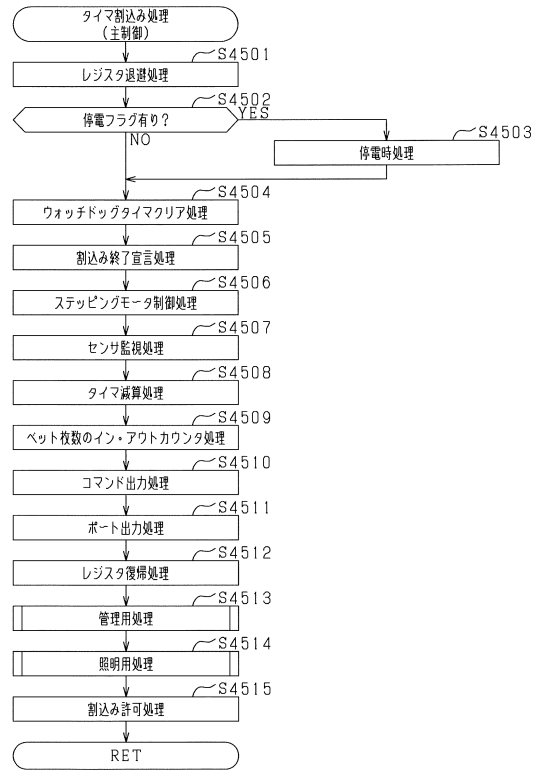 タイマ割込み処理
(主制御)
S4501
レジスタ退避処理
S4502
停電フラグ有り?
YES
NO
S4503
停電時処理
S4504
ウォッチドッグタイマクリア処理
S4505
割込み終了宣言処理
S4506
ステッピングモータ制御処理
S4507
センサ監視処理
S4508
タイマ減算処理
S4509
ベット枚数のイン・アウトカウンタ処理
S4510
コマンド出力処理
S4511
ポート出力処理
S4512
レジスタ復帰処理
S4513
管理用処理
S4514
照明用処理
S4515
割込み許可処理
RET